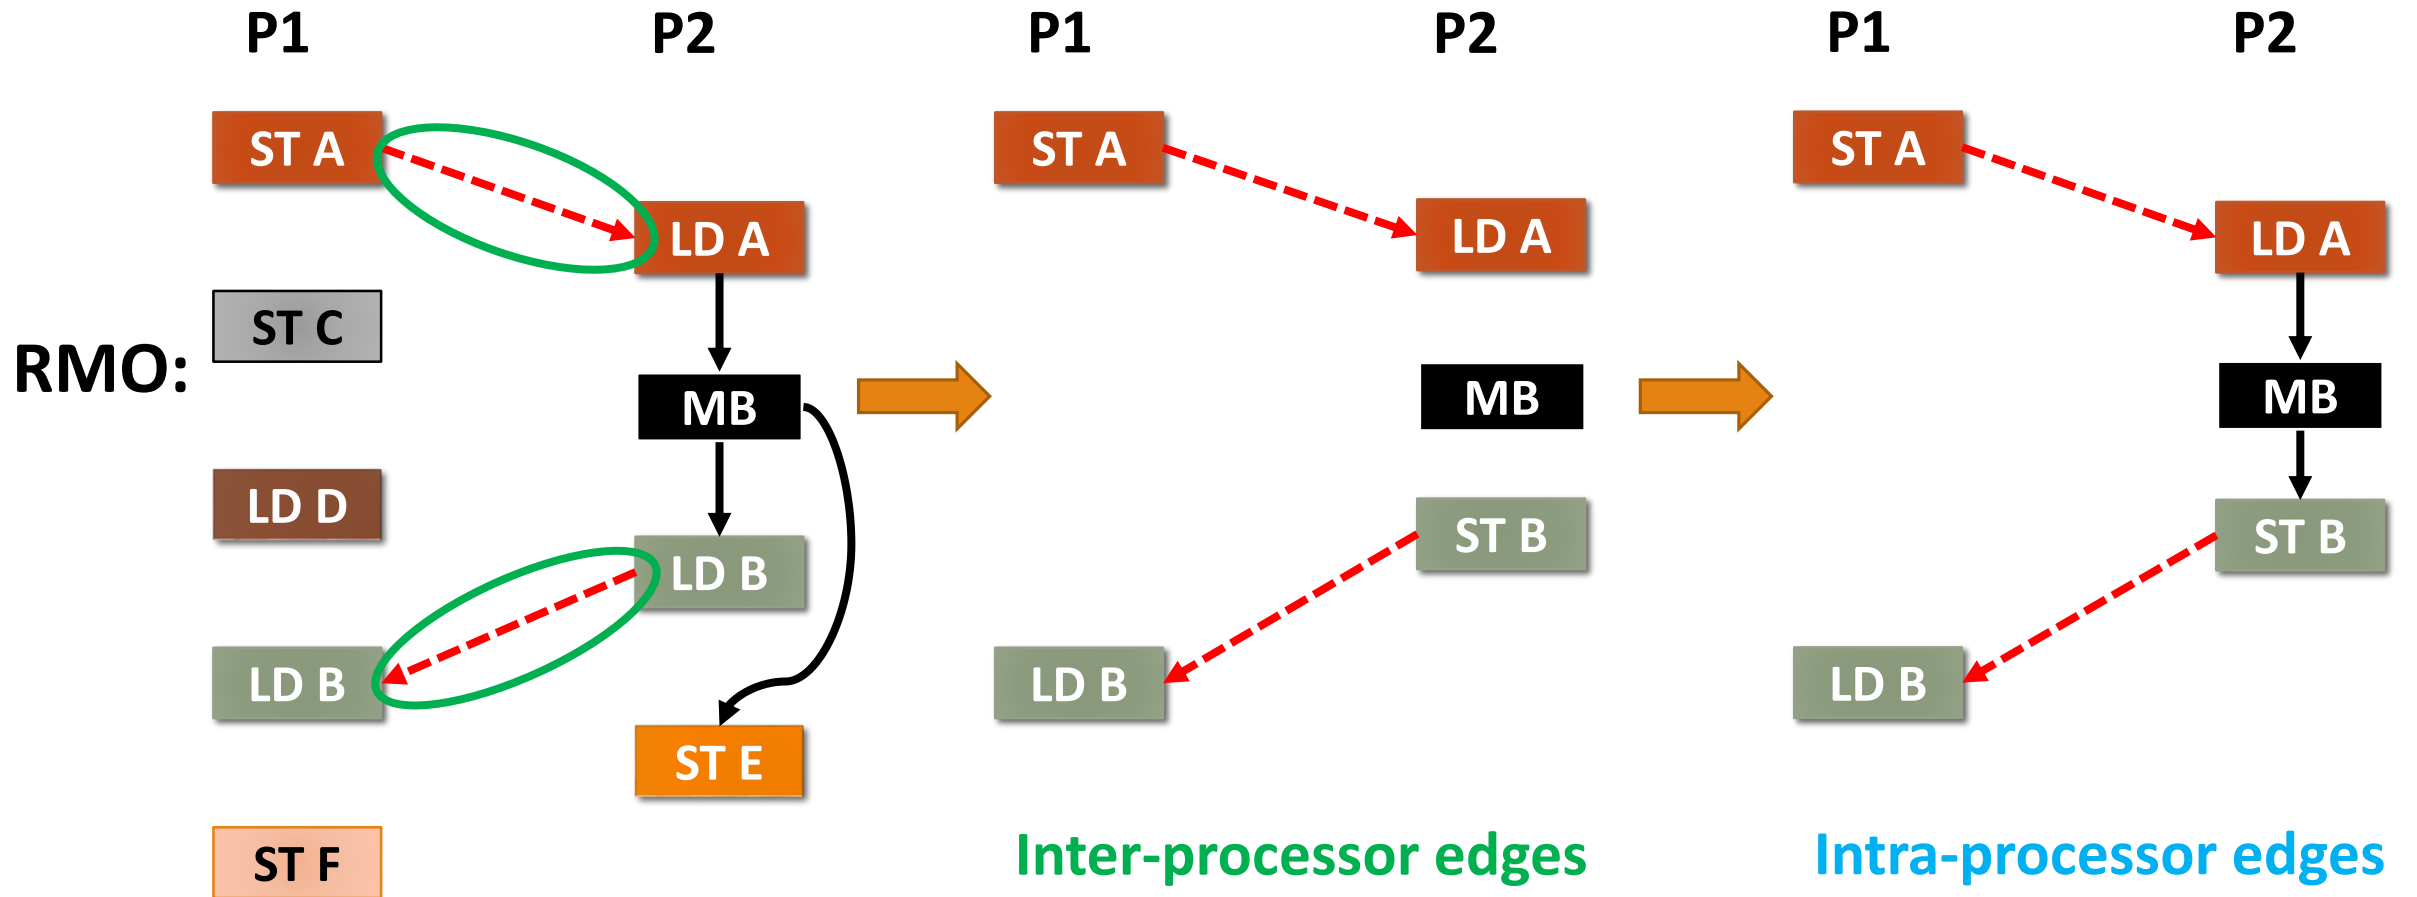 P1 P2 P1 P2 P1 P2
ST A ST A ST A
LD A LD A LD A
ST C
RMO:
MB MB MB
LD D
ST B ST B
LD B
LD B LD B LD B
ST E
ST F
Inter-processor edges Intra-processor edges